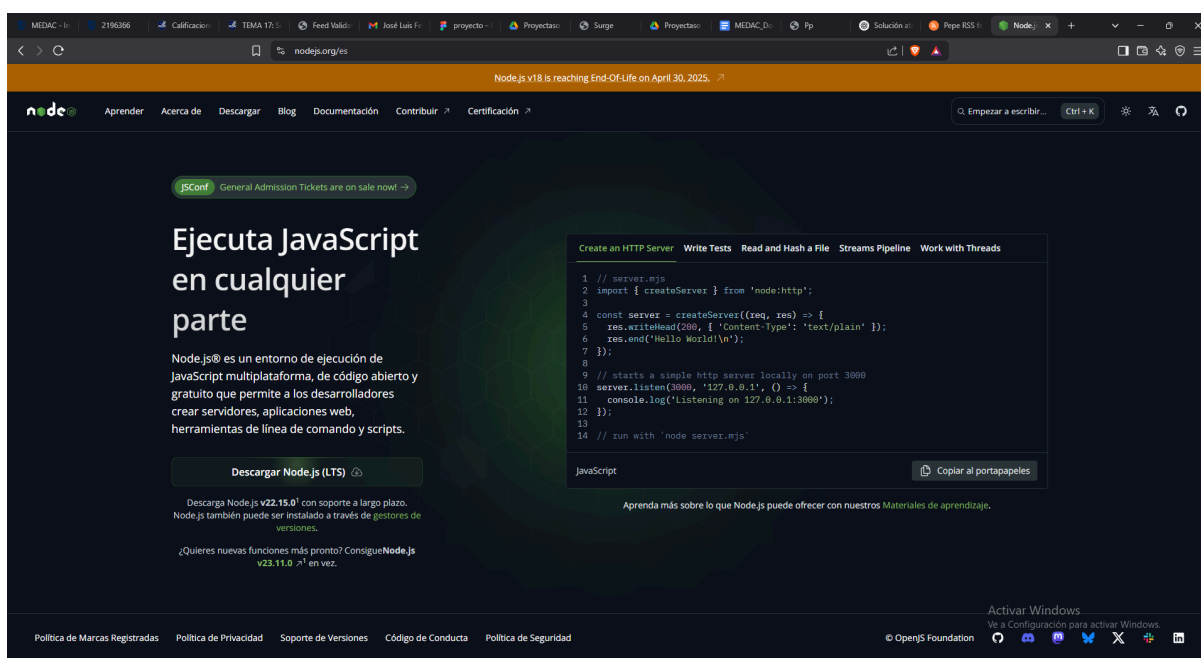 MEDAC - In
2196366
Calificacion
TEMA 17: S
Feed Valida
José Luis Fe
proyecto –
Proyectaso
Surge
Proyectaso
MEDAC_Do
Pp
Solución at
Pepe RSS f
Node.j
nodejs.org/es
Node.js v18 is reaching End-Of-Life on April 30, 2025. ↗
node
Aprender
Acerca de
Descargar
Blog
Documentación
Contribuir ↗
Certificación ↗
Empezar a escribir...
Ctrl + K
JSConf General Admission Tickets are on sale now! →
Ejecuta JavaScript
en cualquier
parte
Node.js® es un entorno de ejecución de
JavaScript multiplataforma, de código abierto y
gratuito que permite a los desarrolladores
crear servidores, aplicaciones web,
herramientas de línea de comando y scripts.
Descargar Node.js (LTS)
Descarga Node.js v22.15.0¹ con soporte a largo plazo.
Node.js también puede ser instalado a través de gestores de
versiones.
¿Quieres nuevas funciones más pronto? ConsigueNode.js
v23.11.0 ↗¹ en vez.
Create an HTTP Server
Write Tests
Read and Hash a File
Streams Pipeline
Work with Threads
1 // server.mjs
2 import { createServer } from 'node:http';
3
4 const server = createServer((req, res) => {
5   res.writeHead(200, { 'Content-Type': 'text/plain' });
6   res.end('Hello World!\n');
7 });
8
9 // starts a simple http server locally on port 3000
10 server.listen(3000, '127.0.0.1', () => {
11   console.log('Listening on 127.0.0.1:3000');
12 });
13
14 // run with `node server.mjs`
JavaScript
Copiar al portapapeles
Aprenda más sobre lo que Node.js puede ofrecer con nuestros Materiales de aprendizaje.
Activar Windows
Ve a Configuración para activar Windows.
Política de Marcas Registradas
Política de Privacidad
Soporte de Versiones
Código de Conducta
Política de Seguridad
© OpenJS Foundation